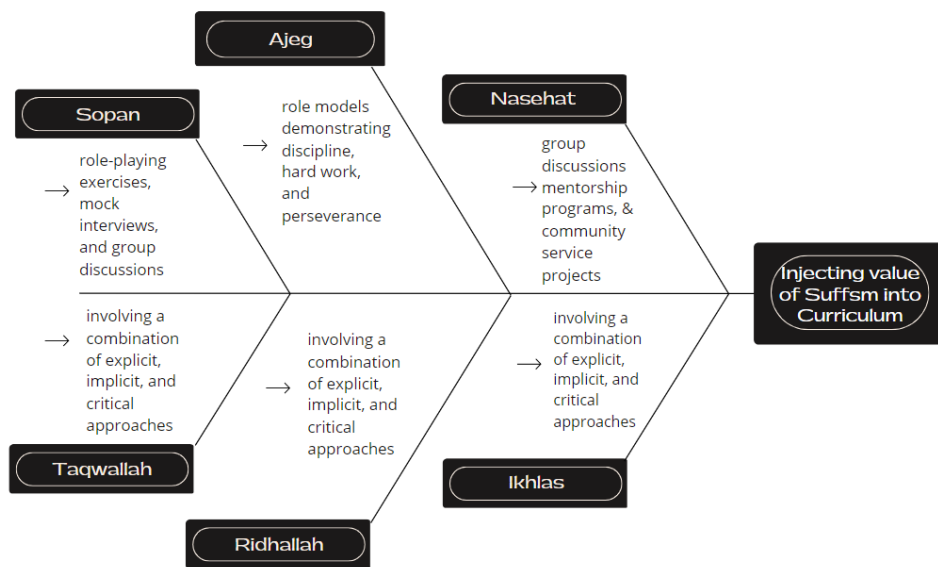 Ajeg
Sopan
Nasehat
role models
demonstrating
discipline,
hard work,
and
perseverance
role-playing
exercises,
mock
interviews,
and group
discussions
group
discussions
mentorship
programs, &
community
service
projects
Injecting value
of Suffsm into
Curriculum
involving a
combination
of explicit,
implicit, and
critical
approaches
involving a
combination
of explicit,
implicit, and
critical
approaches
involving a
combination
of explicit,
implicit, and
critical
approaches
Taqwallah
Ridhallah
Ikhlas